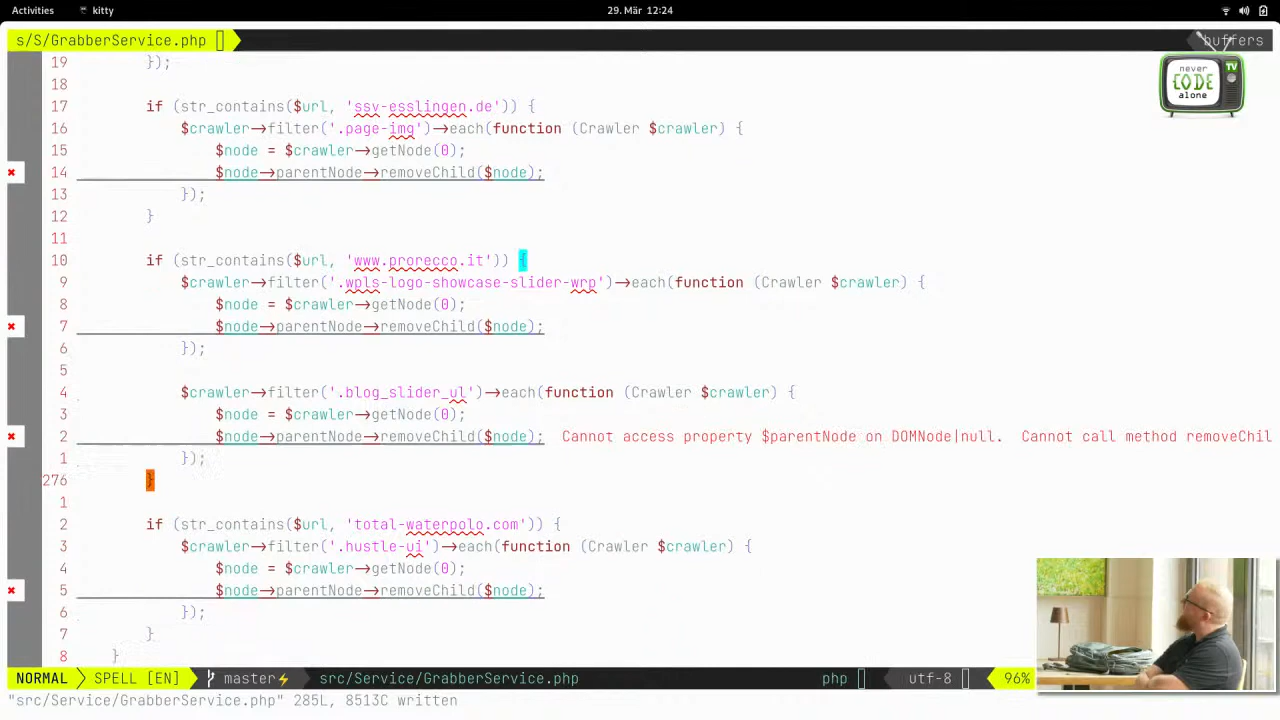 Activities
kitty
29. Mär 12:24
s/S/GrabberService.php
buffers
never
CODE
alone
TV
19 });
18
17 if (str_contains($url, 'ssv-esslingen.de')) {
16 $crawler->filter('.page-img')->each(function (Crawler $crawler) {
15 $node = $crawler->getNode(0);
14 $node->parentNode->removeChild($node);
13 });
12 }
11
10 if (str_contains($url, 'www.prorecco.it')) {
9 $crawler->filter('.wpls-logo-showcase-slider-wrp')->each(function (Crawler $crawler) {
8 $node = $crawler->getNode(0);
7 $node->parentNode->removeChild($node);
6 });
5
4 $crawler->filter('.blog_slider_ul')->each(function (Crawler $crawler) {
3 $node = $crawler->getNode(0);
2 $node->parentNode->removeChild($node); Cannot access property $parentNode on DOMNode|null. Cannot call method removeChil
1 });
276 }
1
2 if (str_contains($url, 'total-waterpolo.com')) {
3 $crawler->filter('.hustle-ui')->each(function (Crawler $crawler) {
4 $node = $crawler->getNode(0);
5 $node->parentNode->removeChild($node);
6 });
7 }
8 }
NORMAL SPELL [EN] master⚡ src/Service/GrabberService.php php utf-8 96%
"src/Service/GrabberService.php" 285L, 8513C written